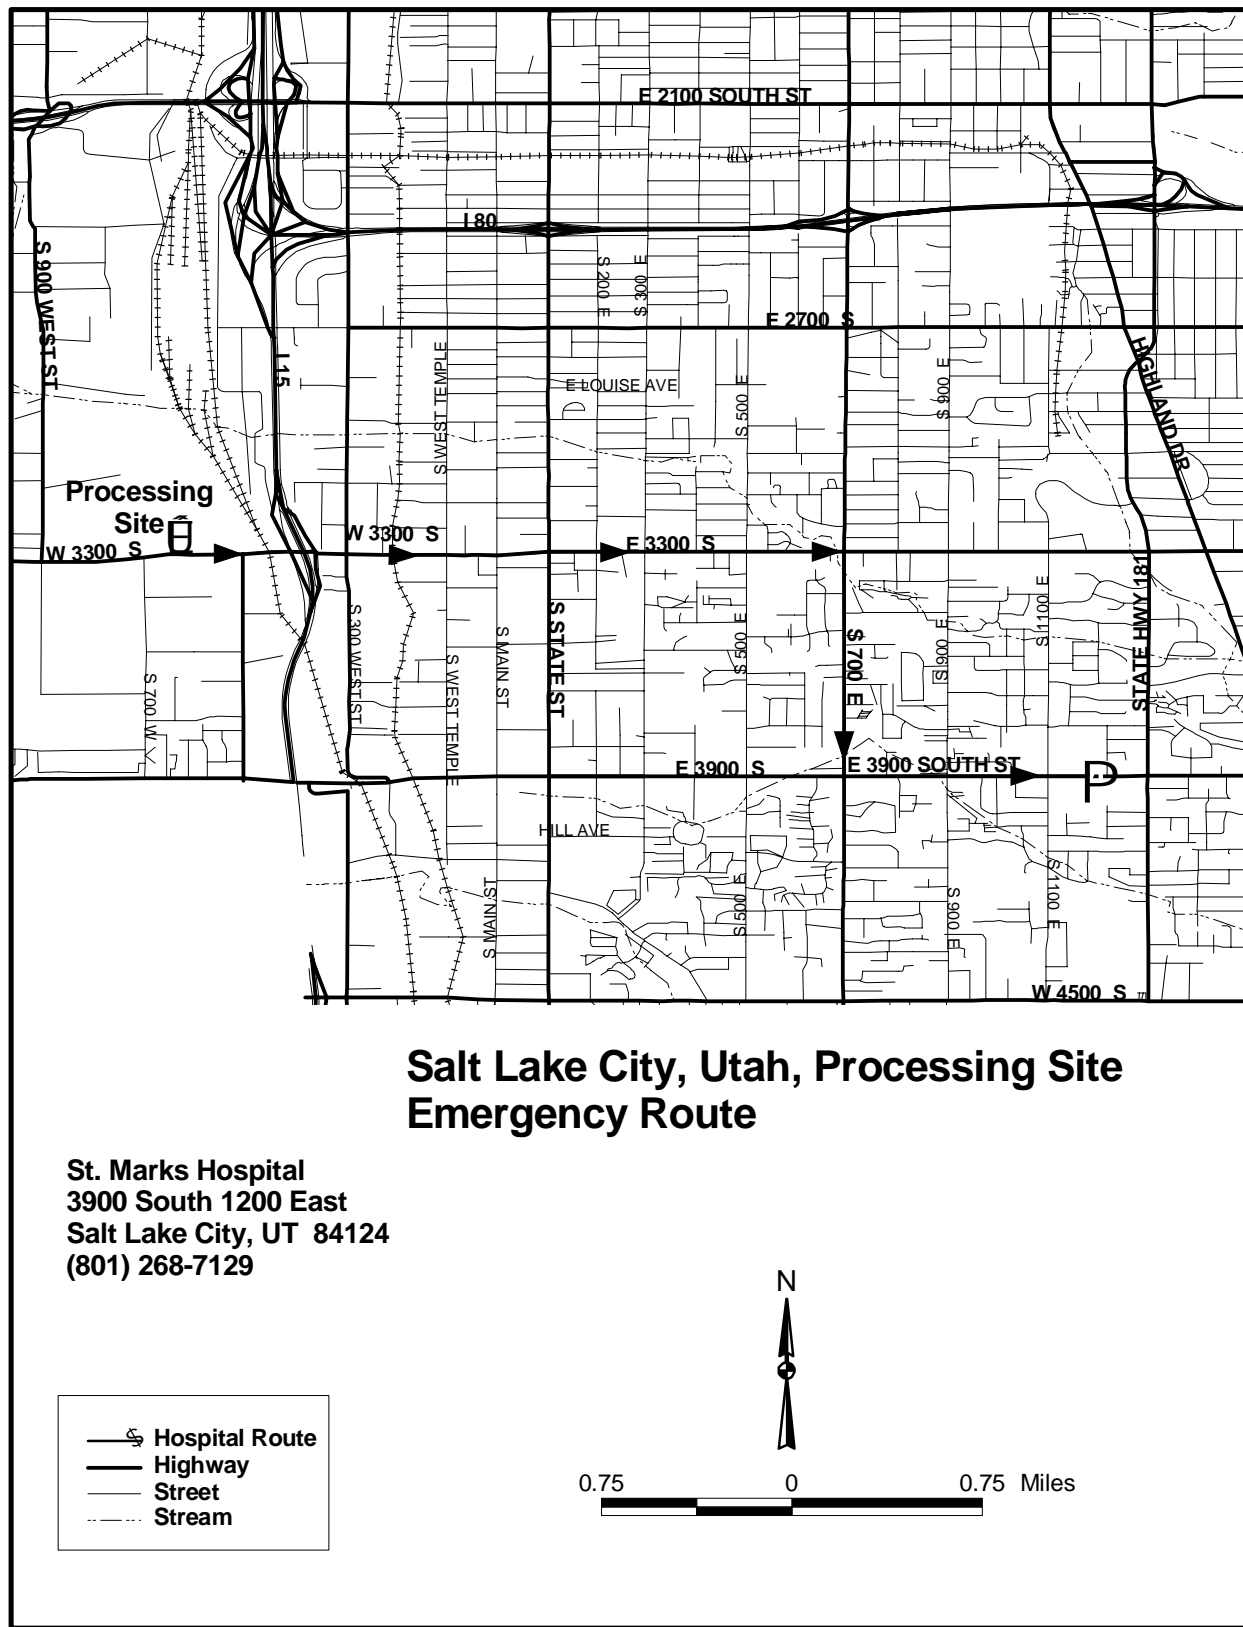 E 2100 SOUTH ST
I 80
S 900 WEST ST
S 200 E
S 300 E
E 2700 S
I 15
S WEST TEMPLE
E LOUISE AVE
S 500 E
S 900 E
HIGHLAND DR
Processing
Site
W 3300 S
W 3300 S
E 3300 S
S 700 W
S 300 WEST ST
S WEST TEMPLE
S MAIN ST
S STATE ST
S 500 E
S 700 E
S 900 E
S 1100 E
STATE HWY 181
E 3900 S
E 3900 SOUTH ST
P
HILL AVE
S MAIN ST
S 500 E
S 900 E
S 1100 E
W 4500 S
Salt Lake City, Utah, Processing Site
Emergency Route
St. Marks Hospital
3900 South 1200 East
Salt Lake City, UT 84124
(801) 268-7129
N
Hospital Route
Highway
Street
Stream
0.75 0 0.75 Miles